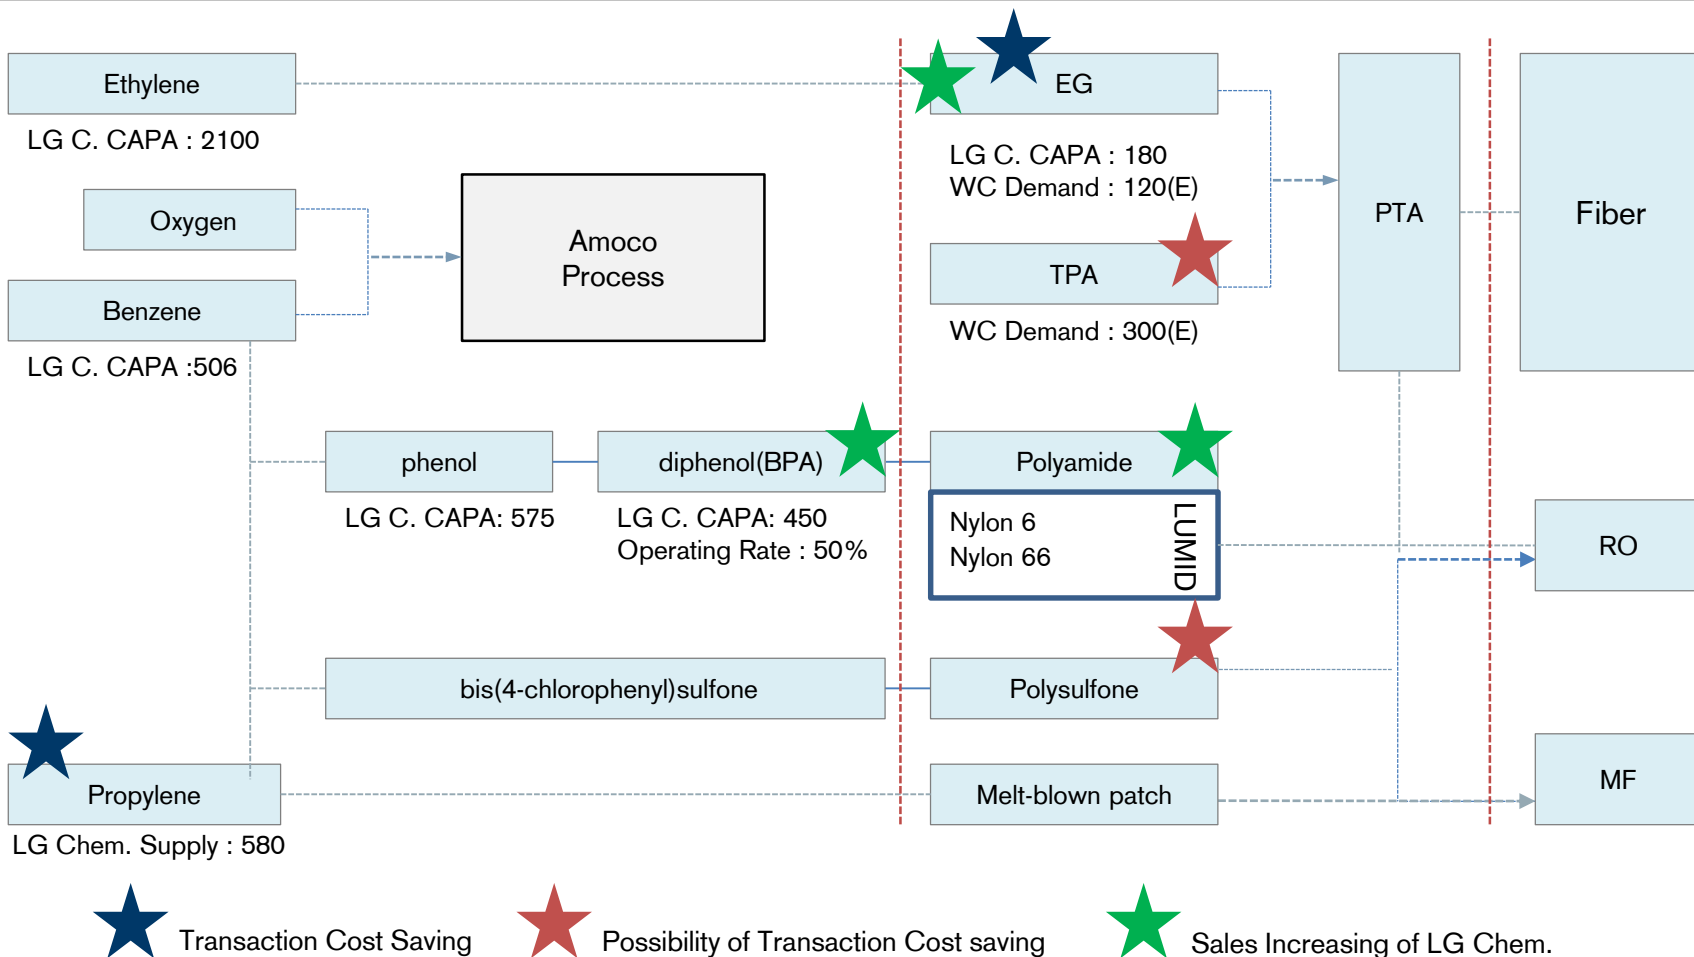 Ethylene
EG
LG C. CAPA : 2100
LG C. CAPA : 180
WC Demand : 120(E)
Oxygen
Amoco
Process
PTA
Fiber
TPA
Benzene
WC Demand : 300(E)
LG C. CAPA :506
phenol
diphenol(BPA)
Polyamide
LG C. CAPA: 575
LG C. CAPA: 450
Operating Rate : 50%
Nylon 6
Nylon 66
LUMID
RO
bis(4-chlorophenyl)sulfone
Polysulfone
Propylene
Melt-blown patch
MF
LG Chem. Supply : 580
Transaction Cost Saving
Possibility of Transaction Cost saving
Sales Increasing of LG Chem.